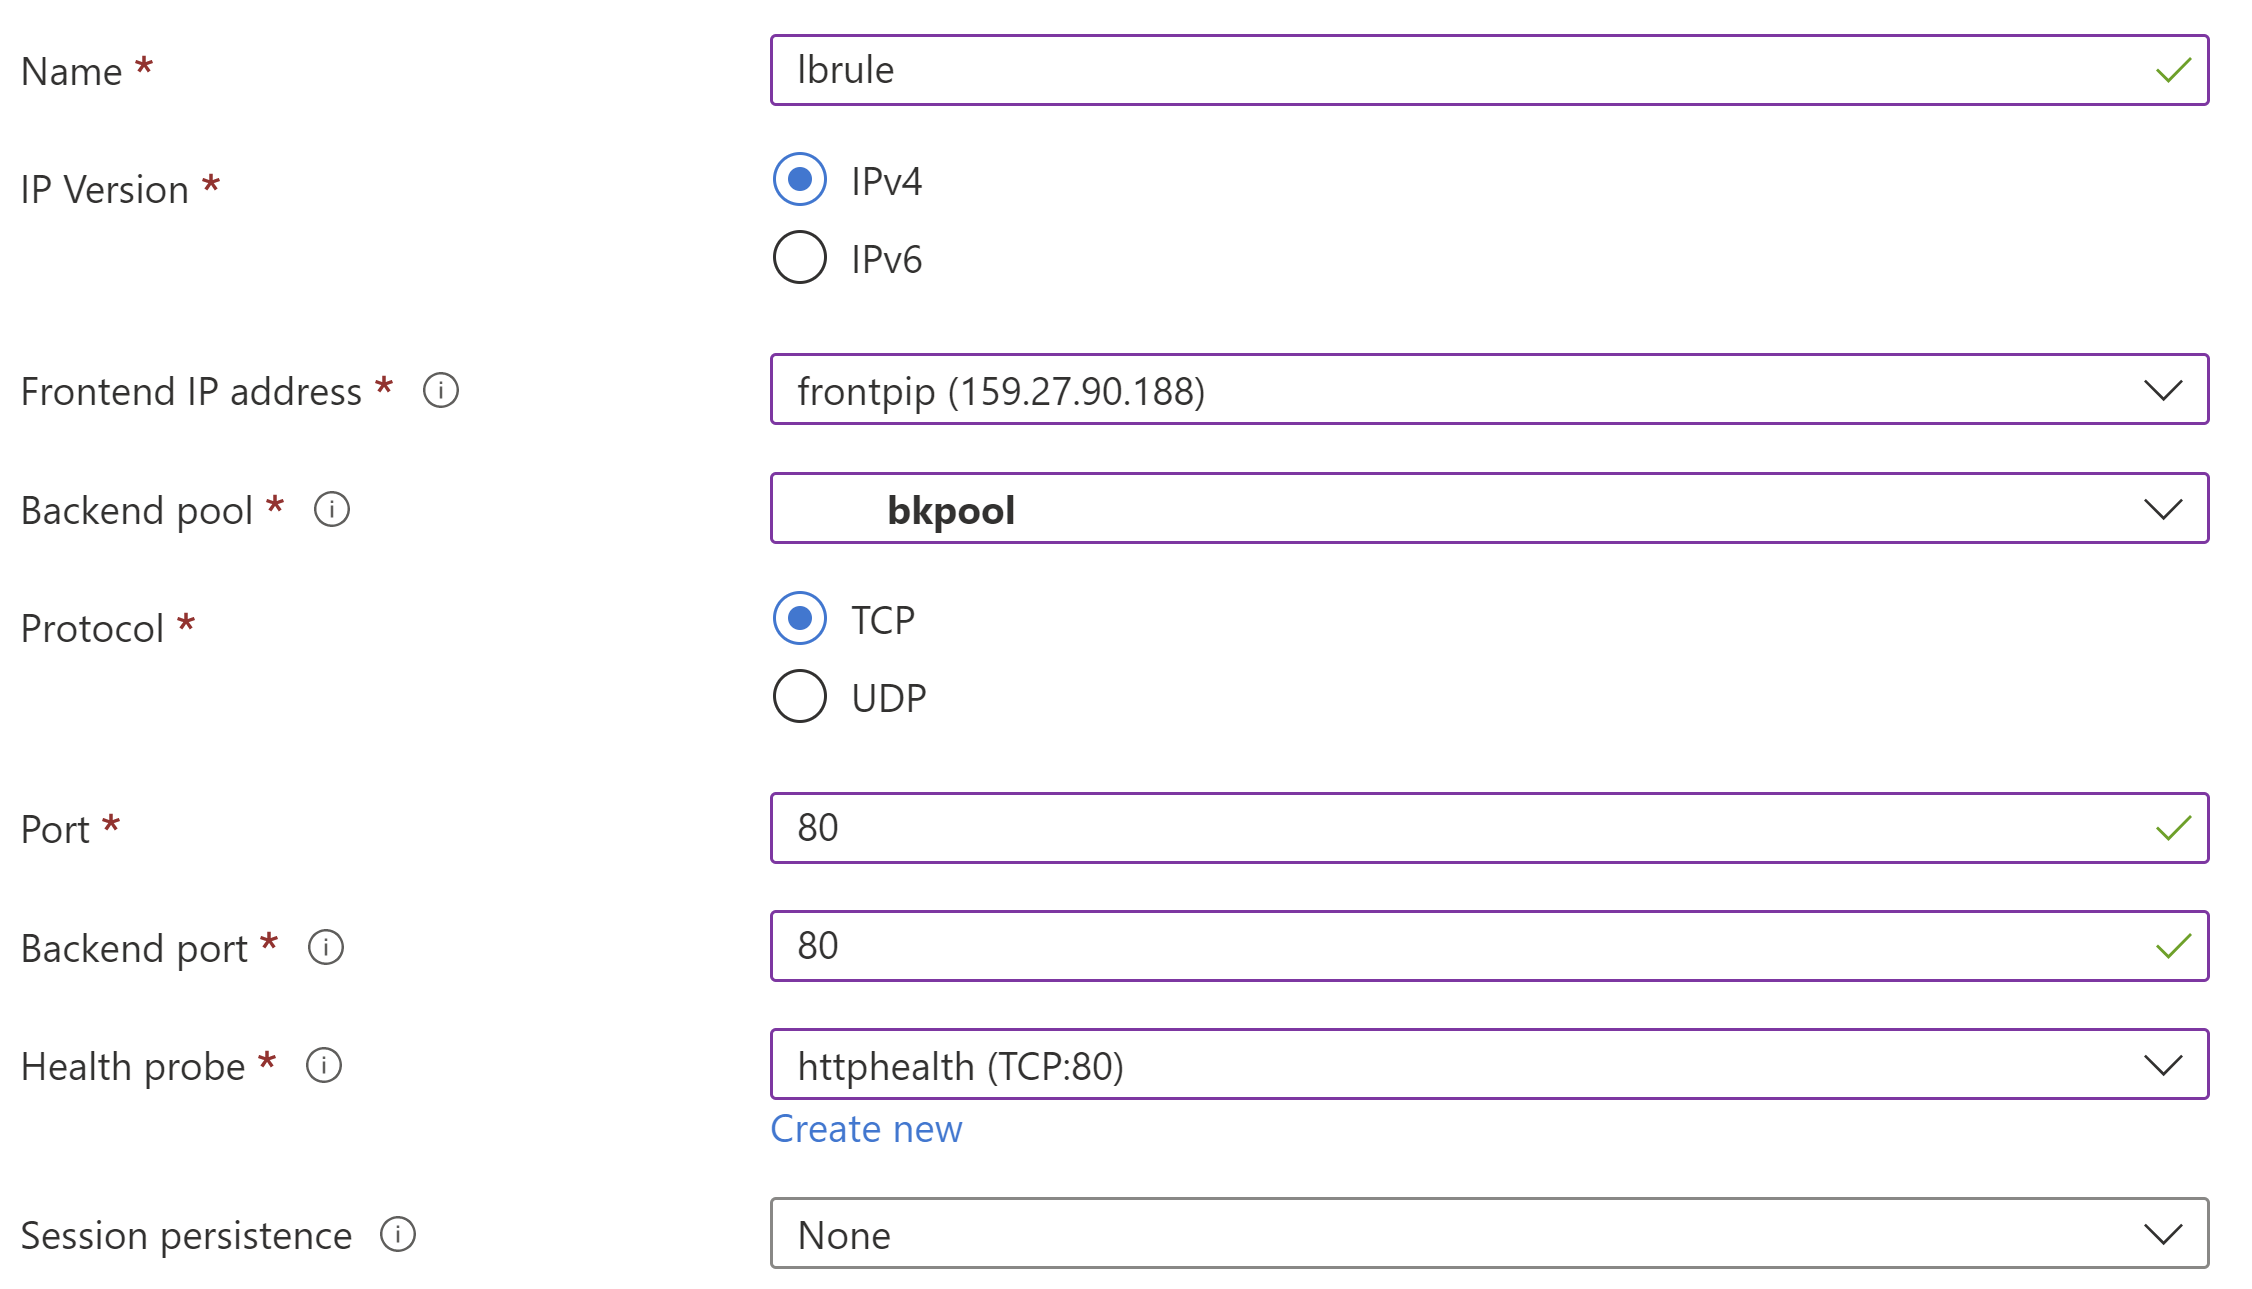 Name * lbrule
IP Version * IPv4
IPv6
Frontend IP address * frontpip (159.27.90.188)
Backend pool * bkpool
Protocol * TCP
UDP
Port * 80
Backend port * 80
Health probe * httphealth (TCP:80)
Create new
Session persistence None